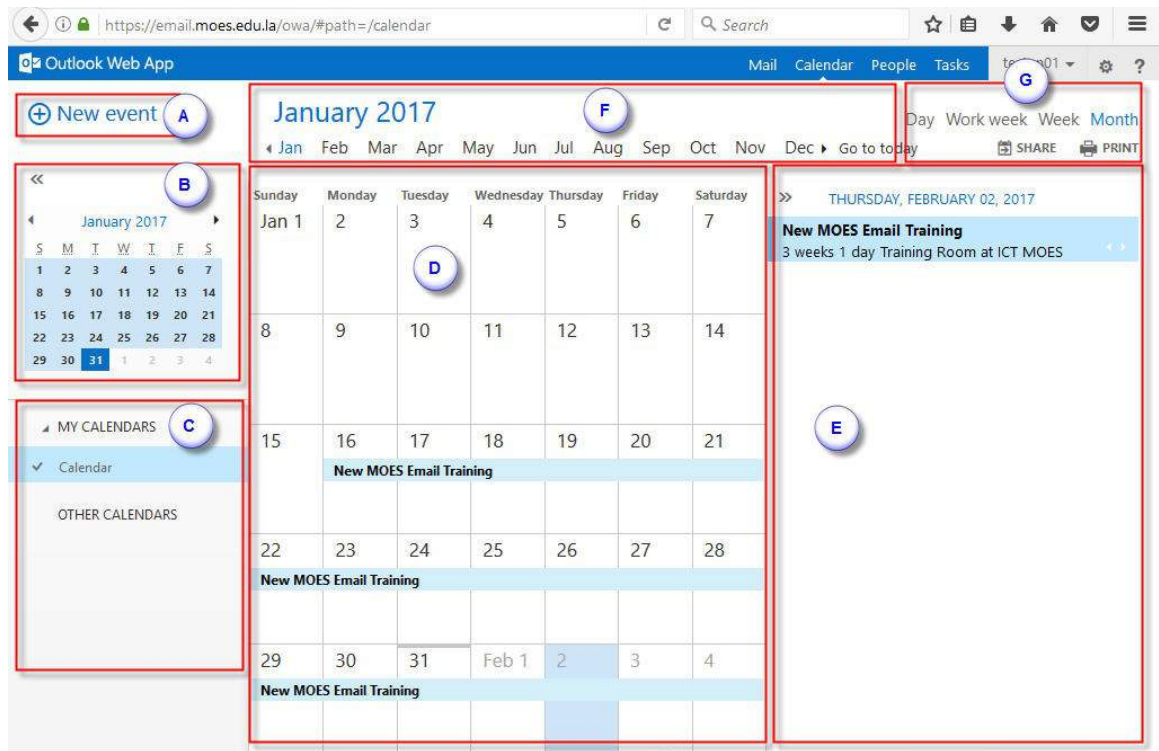 https://email.moes.edu.la/owa/#path=/calendar
Search
Outlook Web App
Mail Calendar People Tasks
?
New event
A
January 2017
F
Jan Feb Mar Apr May Jun Jul Aug Sep Oct Nov Dec Go to today
G
Day Work week Week Month
SHARE PRINT
B
January 2017
S M T W T F S
1 2 3 4 5 6 7
8 9 10 11 12 13 14
15 16 17 18 19 20 21
22 23 24 25 26 27 28
29 30 31 1 2 3 4
C
MY CALENDARS
Calendar
OTHER CALENDARS
Sunday Monday Tuesday Wednesday Thursday Friday Saturday
Jan 1 2 3 4 5 6 7
D
8 9 10 11 12 13 14
15 16 17 18 19 20 21
New MOES Email Training
22 23 24 25 26 27 28
New MOES Email Training
29 30 31 Feb 1 2 3 4
New MOES Email Training
THURSDAY, FEBRUARY 02, 2017
New MOES Email Training
3 weeks 1 day Training Room at ICT MOES
E